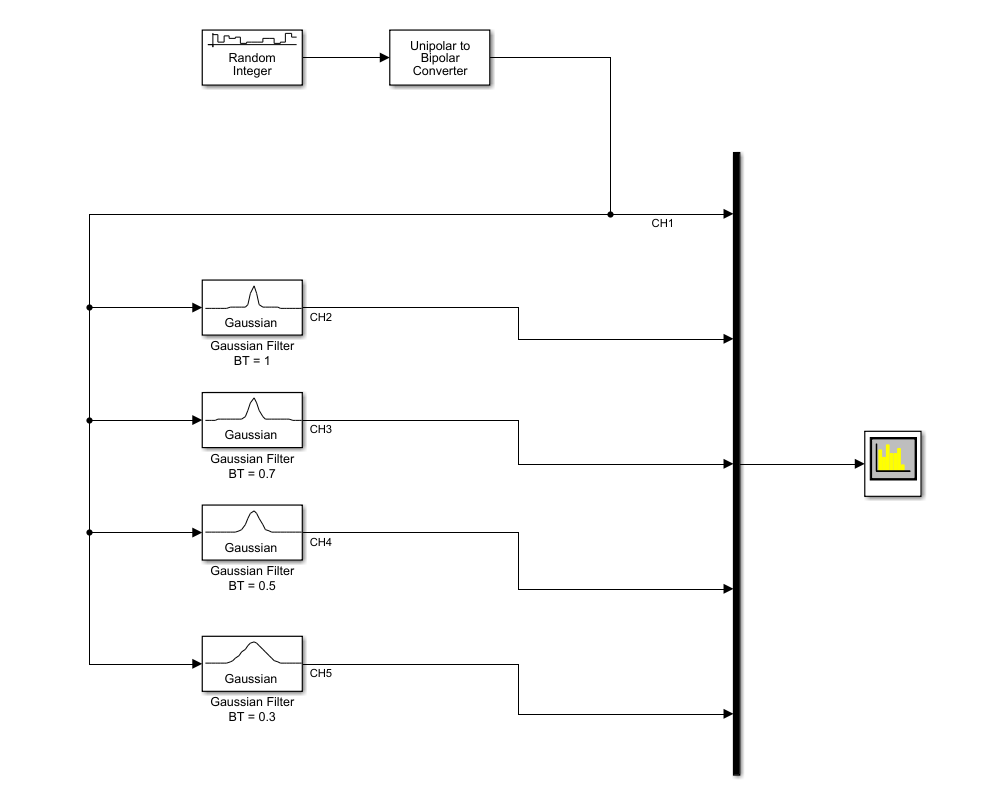 Random
Integer
Unipolar to
Bipolar
Converter
CH1
Gaussian
CH2
Gaussian Filter
BT = 1
Gaussian
CH3
Gaussian Filter
BT = 0.7
Gaussian
CH4
Gaussian Filter
BT = 0.5
Gaussian
CH5
Gaussian Filter
BT = 0.3